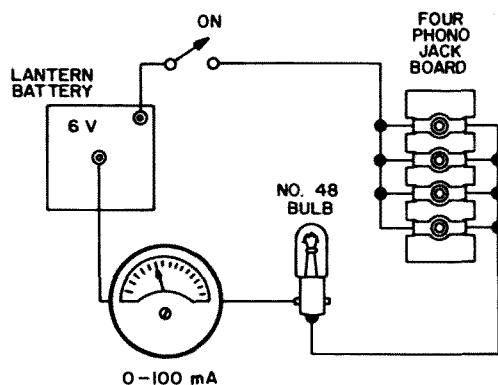 ON
FOUR
PHONO
JACK
BOARD
LANTERN
BATTERY
6 V
NO. 48
BULB
0-100 mA